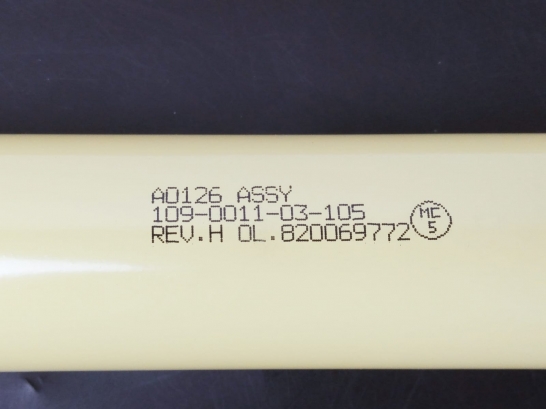 A0126 ASSY
109-0011-03-105
REV.H OL.820069772
MC
5